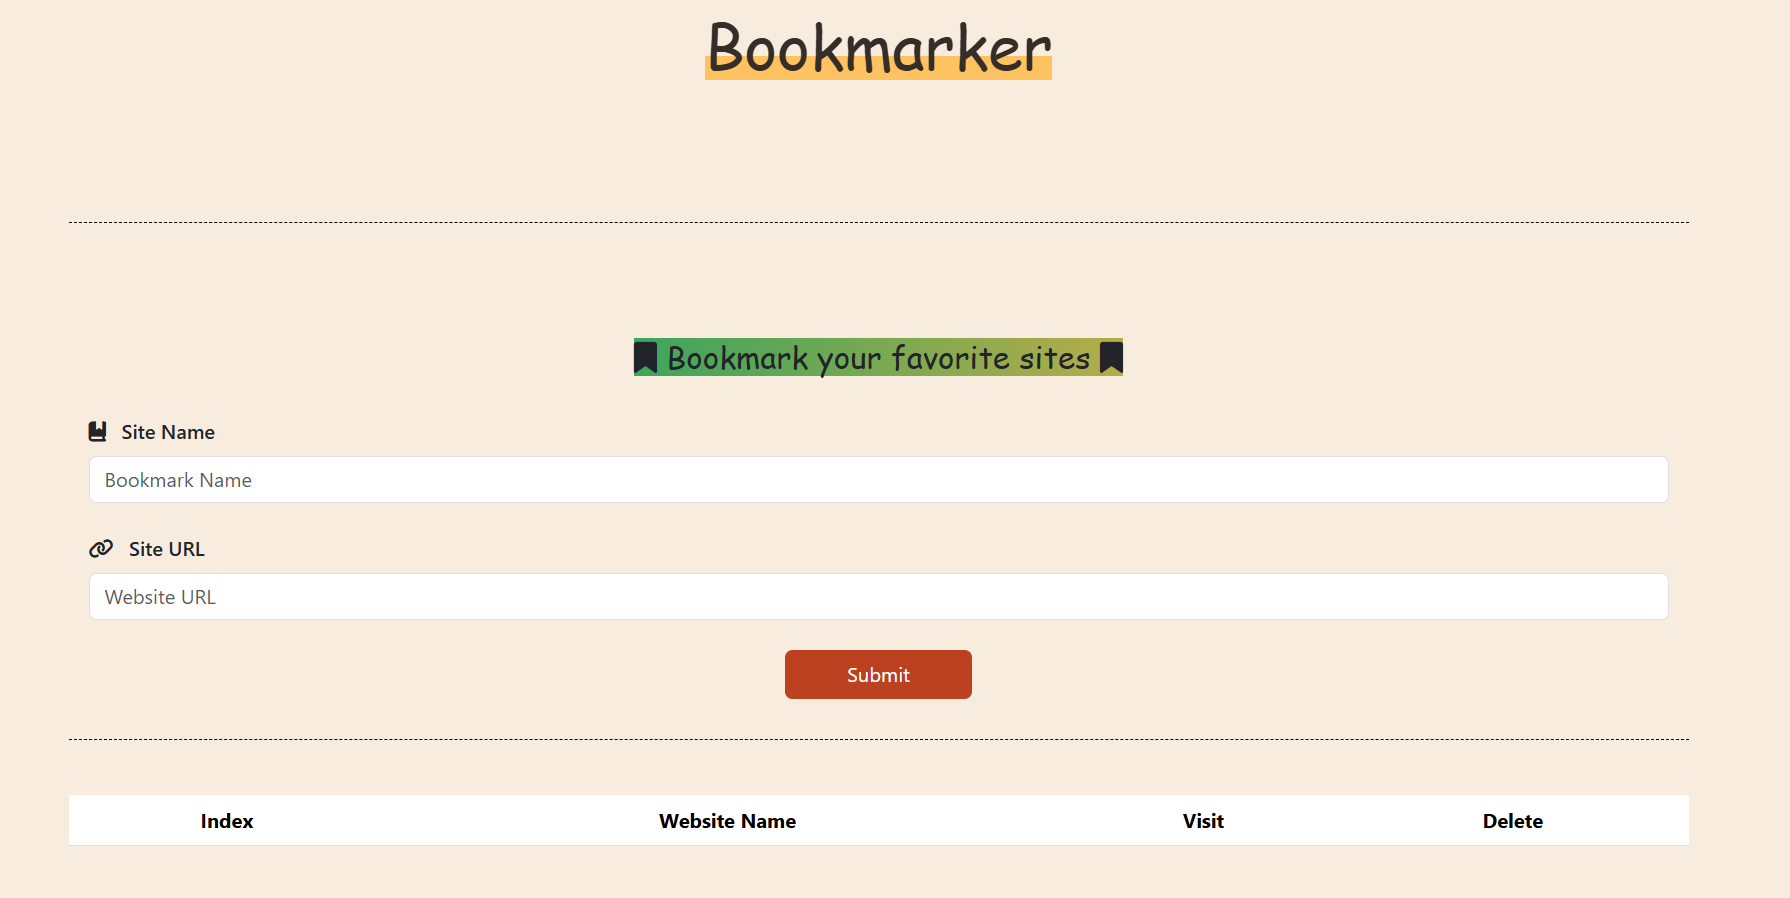 Bookmarker
Bookmark your favorite sites
Site Name
Bookmark Name
Site URL
Website URL
Submit
Index Website Name Visit Delete